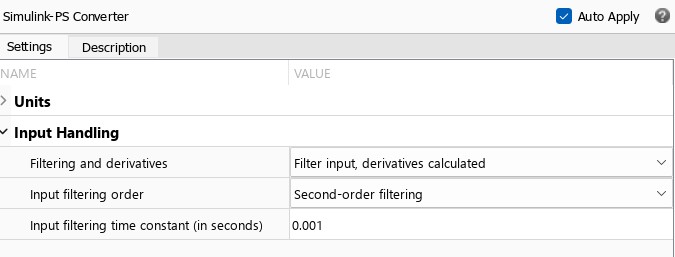 Simulink-PS Converter
Auto Apply
Settings
Description
NAME
VALUE
Units
Input Handling
Filtering and derivatives
Filter input, derivatives calculated
Input filtering order
Second-order filtering
Input filtering time constant (in seconds)
0.001